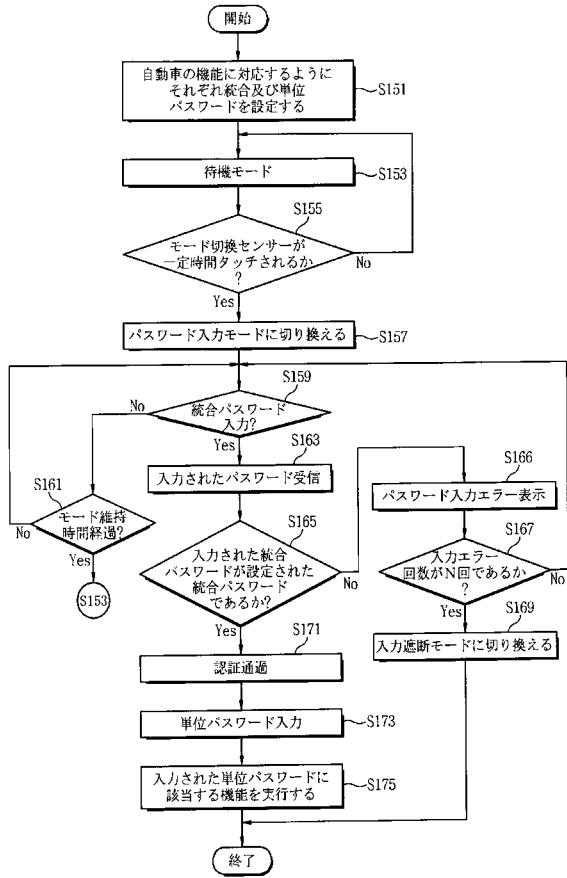 開始
自動車の機能に対応するように
それぞれ統合及び単位
パスワードを設定する
S151
待機モード
S153
S155
モード切換センサーが
一定時間タッチされるか
?
No
Yes
パスワード入力モードに切り換える
S157
S159
統合パスワード
入力?
No
Yes
S161
モード維持
時間経過?
No
Yes
S153
S163
入力されたパスワード受信
S165
入力された統合
パスワードが設定された
統合パスワード
であるか?
No
Yes
S166
パスワード入力エラー表示
S167
入力エラー
回数がN回であるか
?
No
Yes
S169
入力遮断モードに切り換える
S171
認証通過
単位パスワード入力
S173
入力された単位パスワードに
該当する機能を実行する
S175
終了